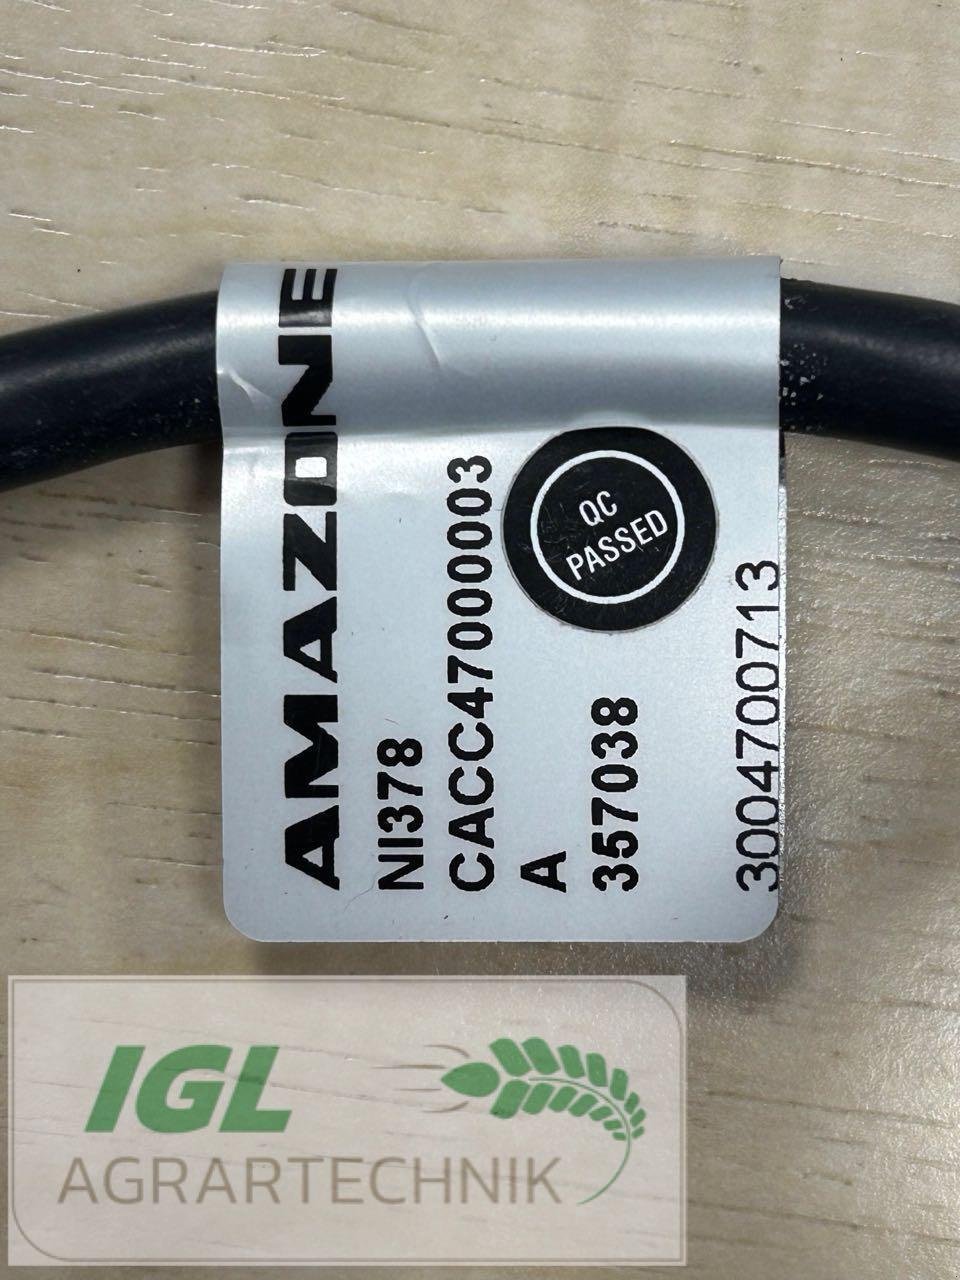 AMAZONE
NI378
CACC47000003
A
357038
3004700713
QC
PASSED
IGL
AGRARTECHNIK